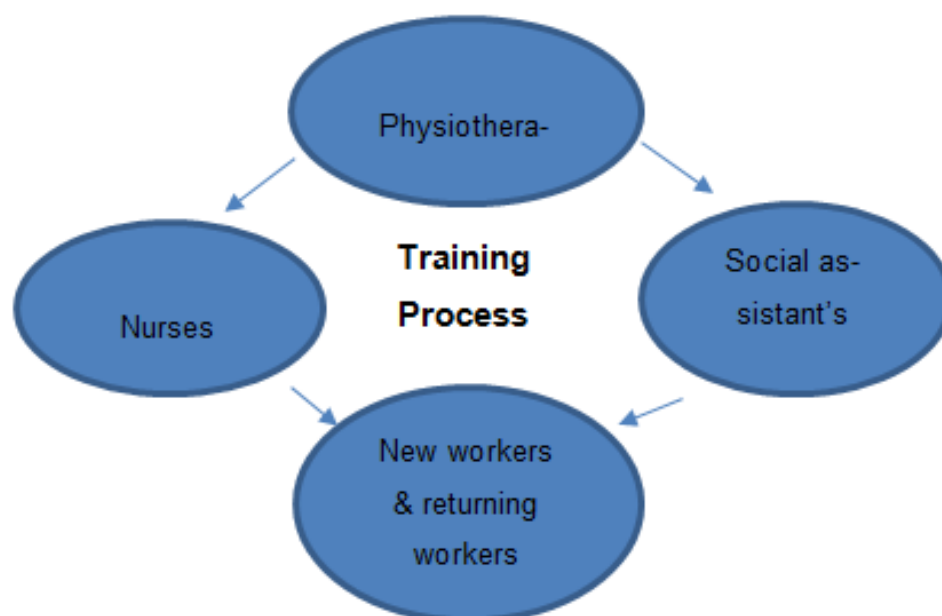 Physiothera-
Training
Process
Social as-
sistant's
Nurses
New workers
& returning
workers